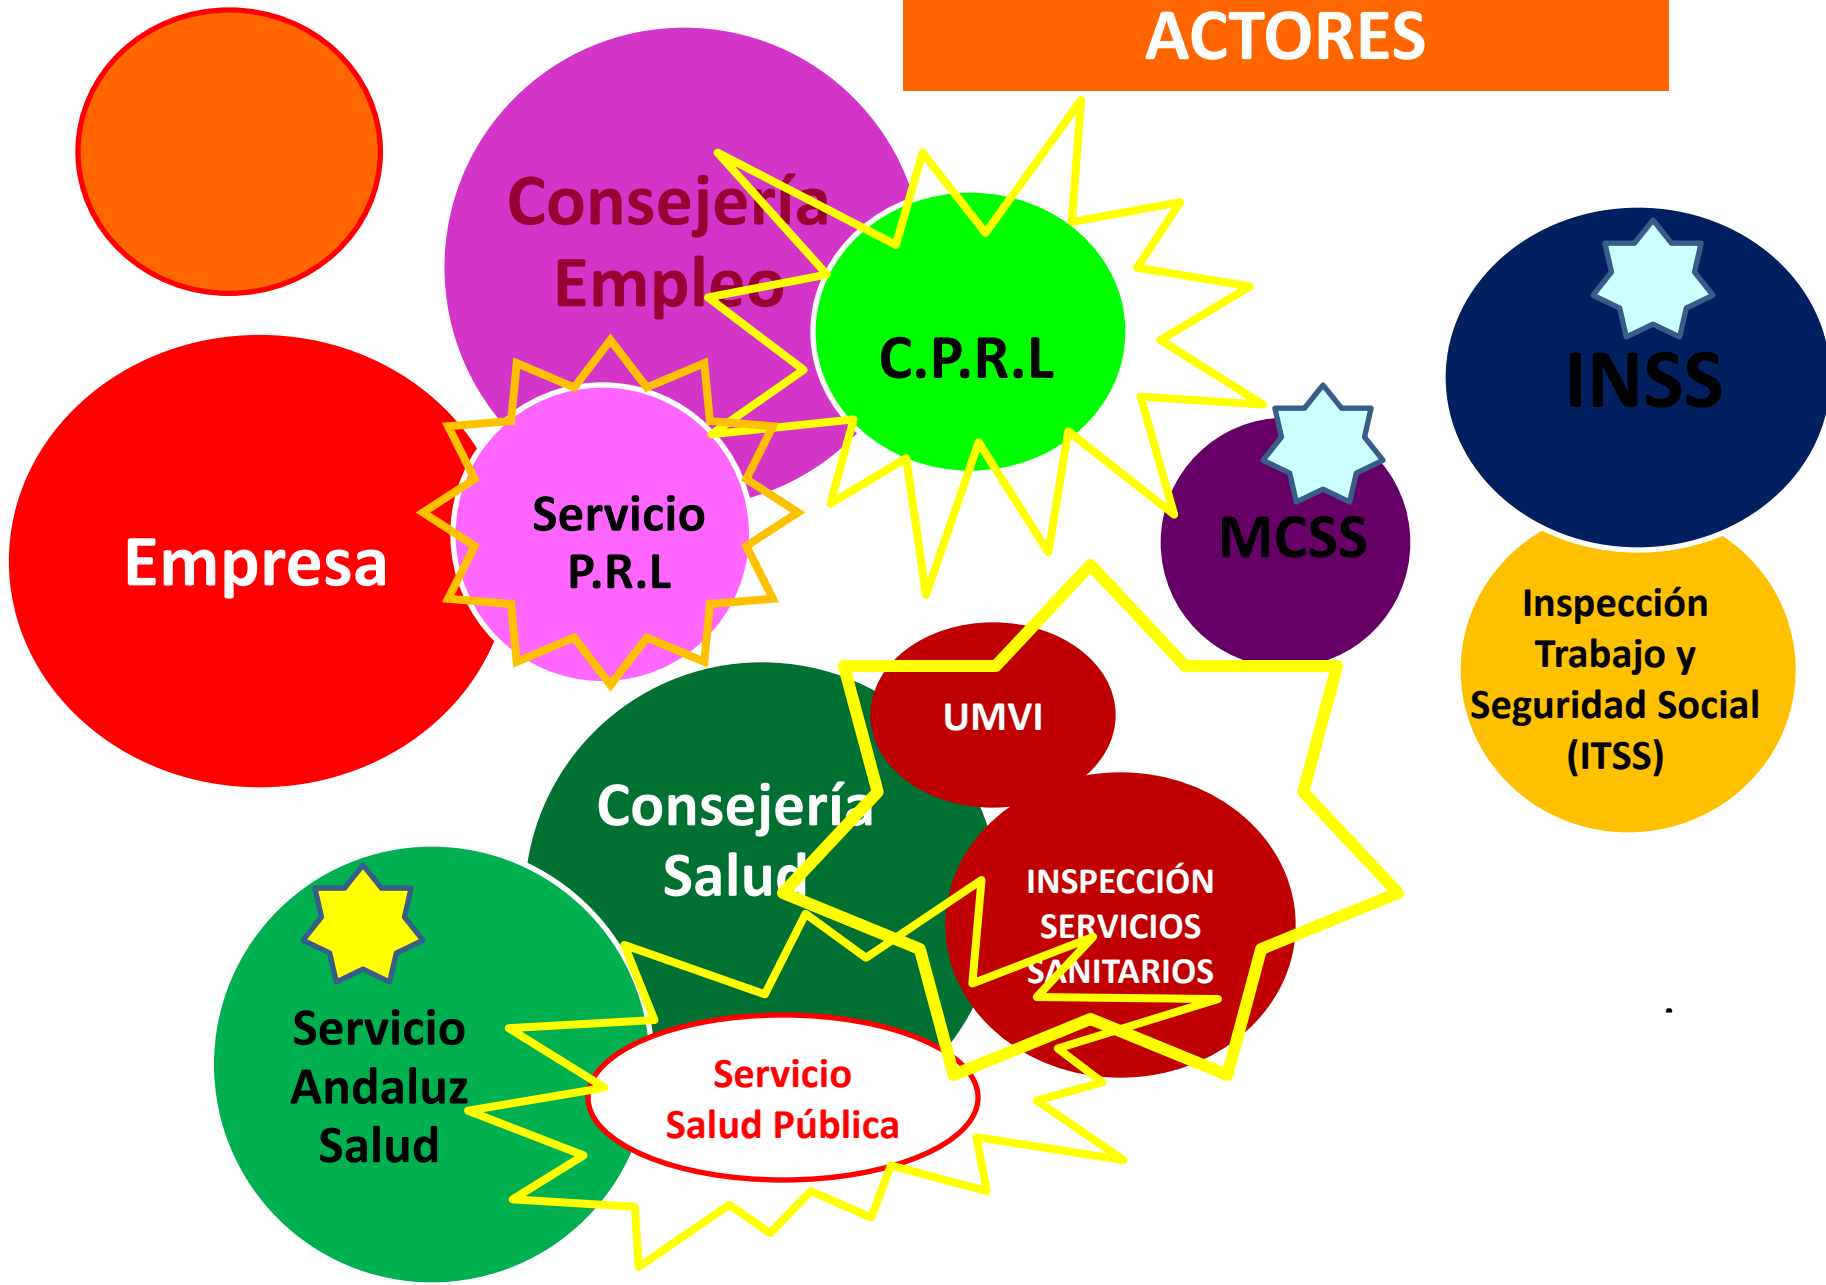 ACTORES
Consejería
Empleo
C.P.R.L
INSS
Servicio
P.R.L
MCSS
Empresa
Inspección
Trabajo y
Seguridad Social
(ITSS)
UMVI
Consejería
Salud
INSPECCIÓN
SERVICIOS
SANITARIOS
Servicio
Andaluz
Salud
Servicio
Salud Pública
.